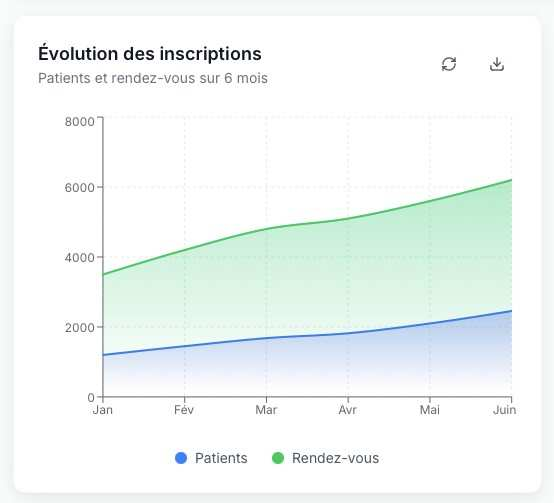 Évolution des inscriptions
Patients et rendez-vous sur 6 mois
8000
6000
4000
2000
0
Jan Fév Mar Avr Mai Juin
Patients Rendez-vous